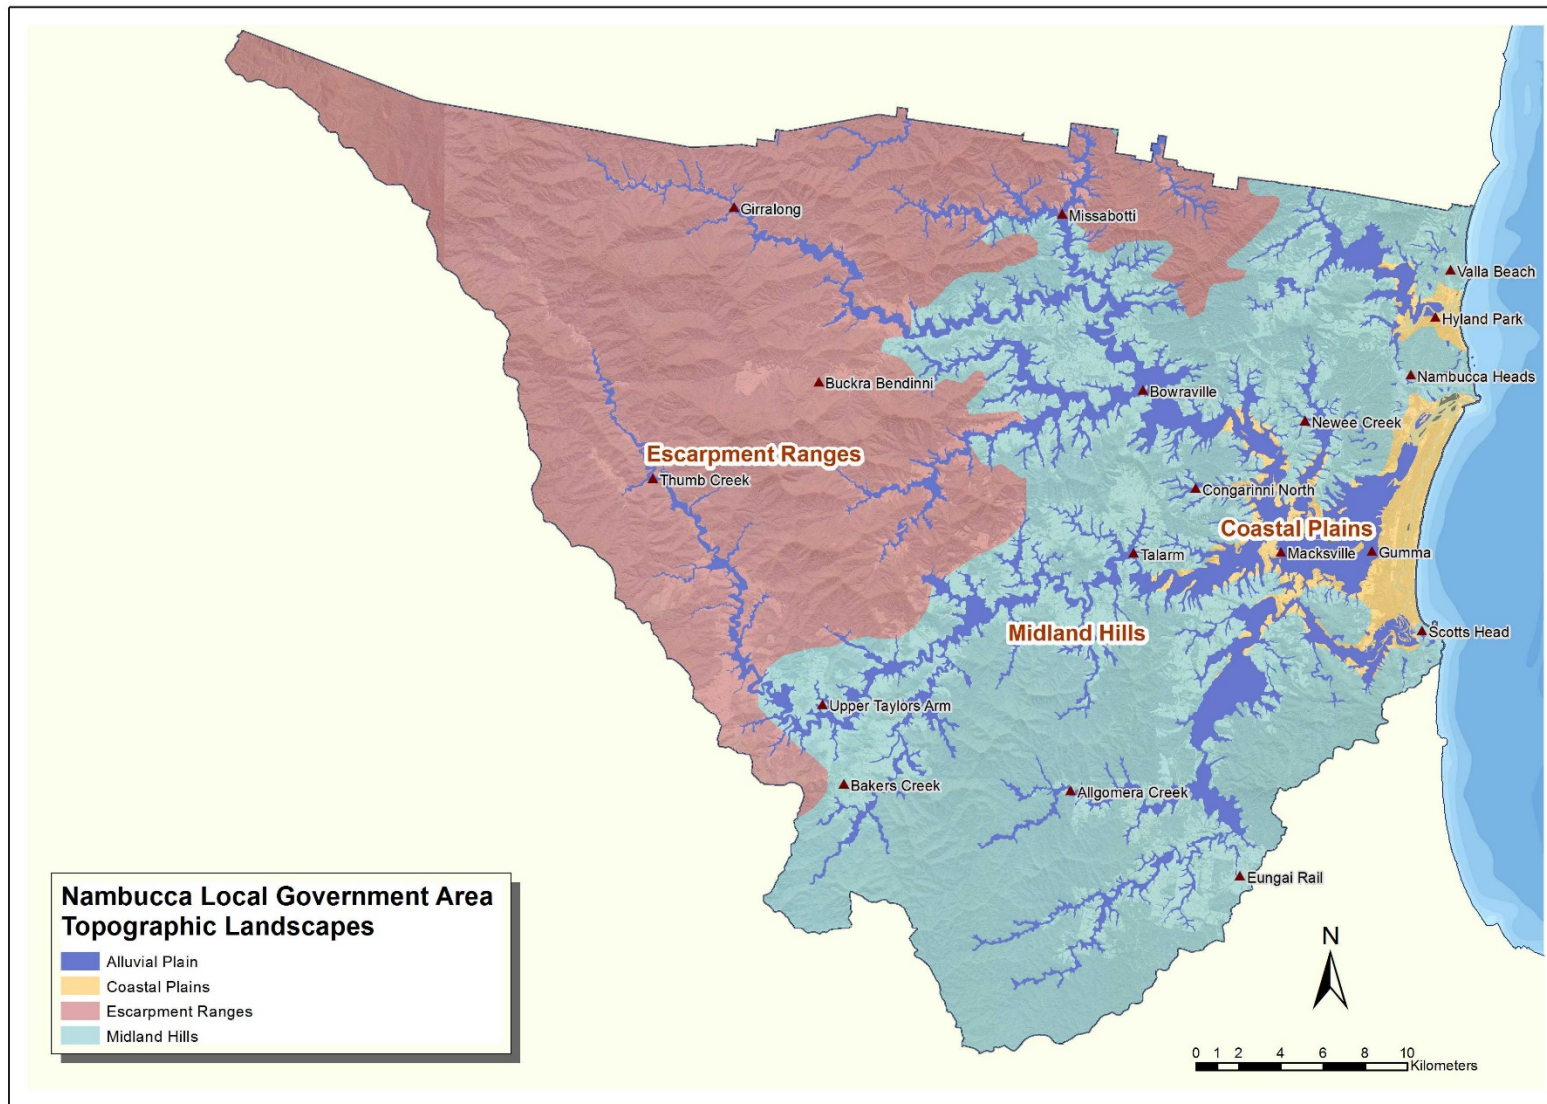 Girralong
Missabotti
Valla Beach
Hyland Park
Buckra Bendinni
Nambucca Heads
Bowraville
Newee Creek
Escarpment Ranges
Thumb Creek
Congarinni North
Coastal Plains
Talarm
Macksville
Gumma
Midland Hills
Scotts Head
Upper Taylors Arm
Bakers Creek
Allgomera Creek
Eungai Rail
Nambucca Local Government Area
Topographic Landscapes
Alluvial Plain
Coastal Plains
Escarpment Ranges
Midland Hills
N
0 1 2 4 6 8 10
Kilometers